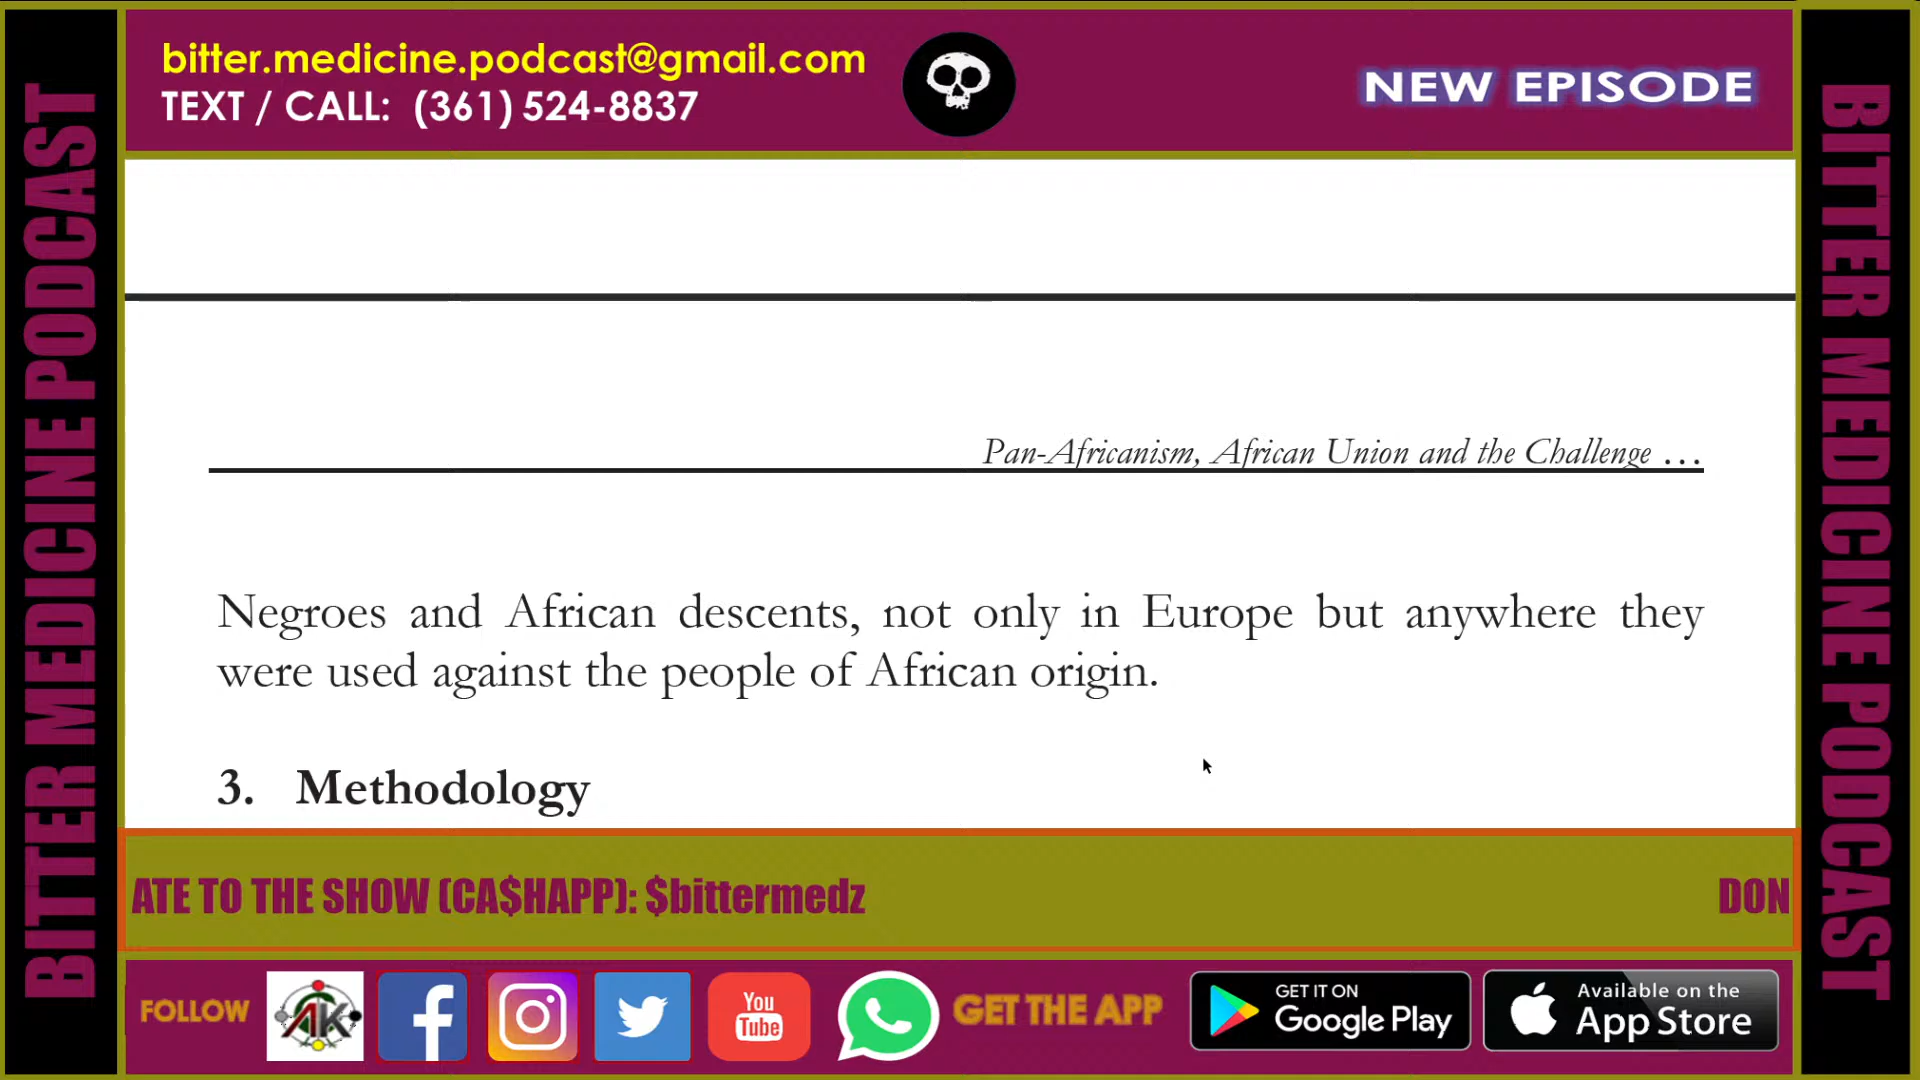 BITTER MEDICINE PODCAST
bitter.medicine.podcast@gmail.com
TEXT / CALL: (361) 524-8837
NEW EPISODE
BITTER MEDICINE PODCAST
Pan-Africanism, African Union and the Challenge …
Negroes and African descents, not only in Europe but anywhere they
were used against the people of African origin.
3. Methodology
ATE TO THE SHOW (CA$HAPP): $bittermedz
DON
FOLLOW
AK
You
Tube
GET THE APP
GET IT ON
Google Play
Available on the
App Store